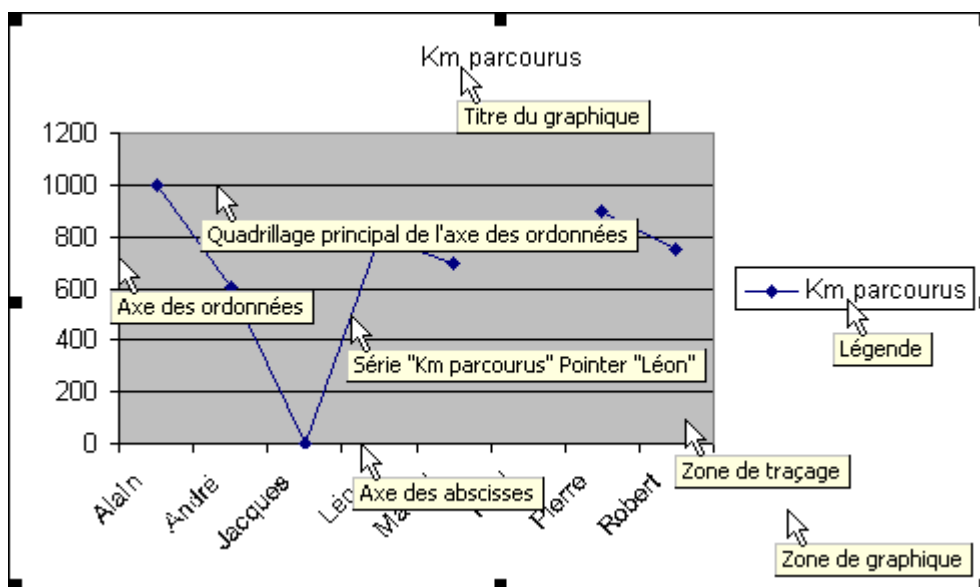 Km parcourus
Titre du graphique
1200
1000
Quadrillage principal de l'axe des ordonnées
800
600
Axe des ordonnées
Km parcourus
Légende
400
Série "Km parcourus" Pointer "Léon"
200
0
Zone de traçage
Axe des abscisses
Alain
André
Jacques
Pierre
Robert
Zone de graphique